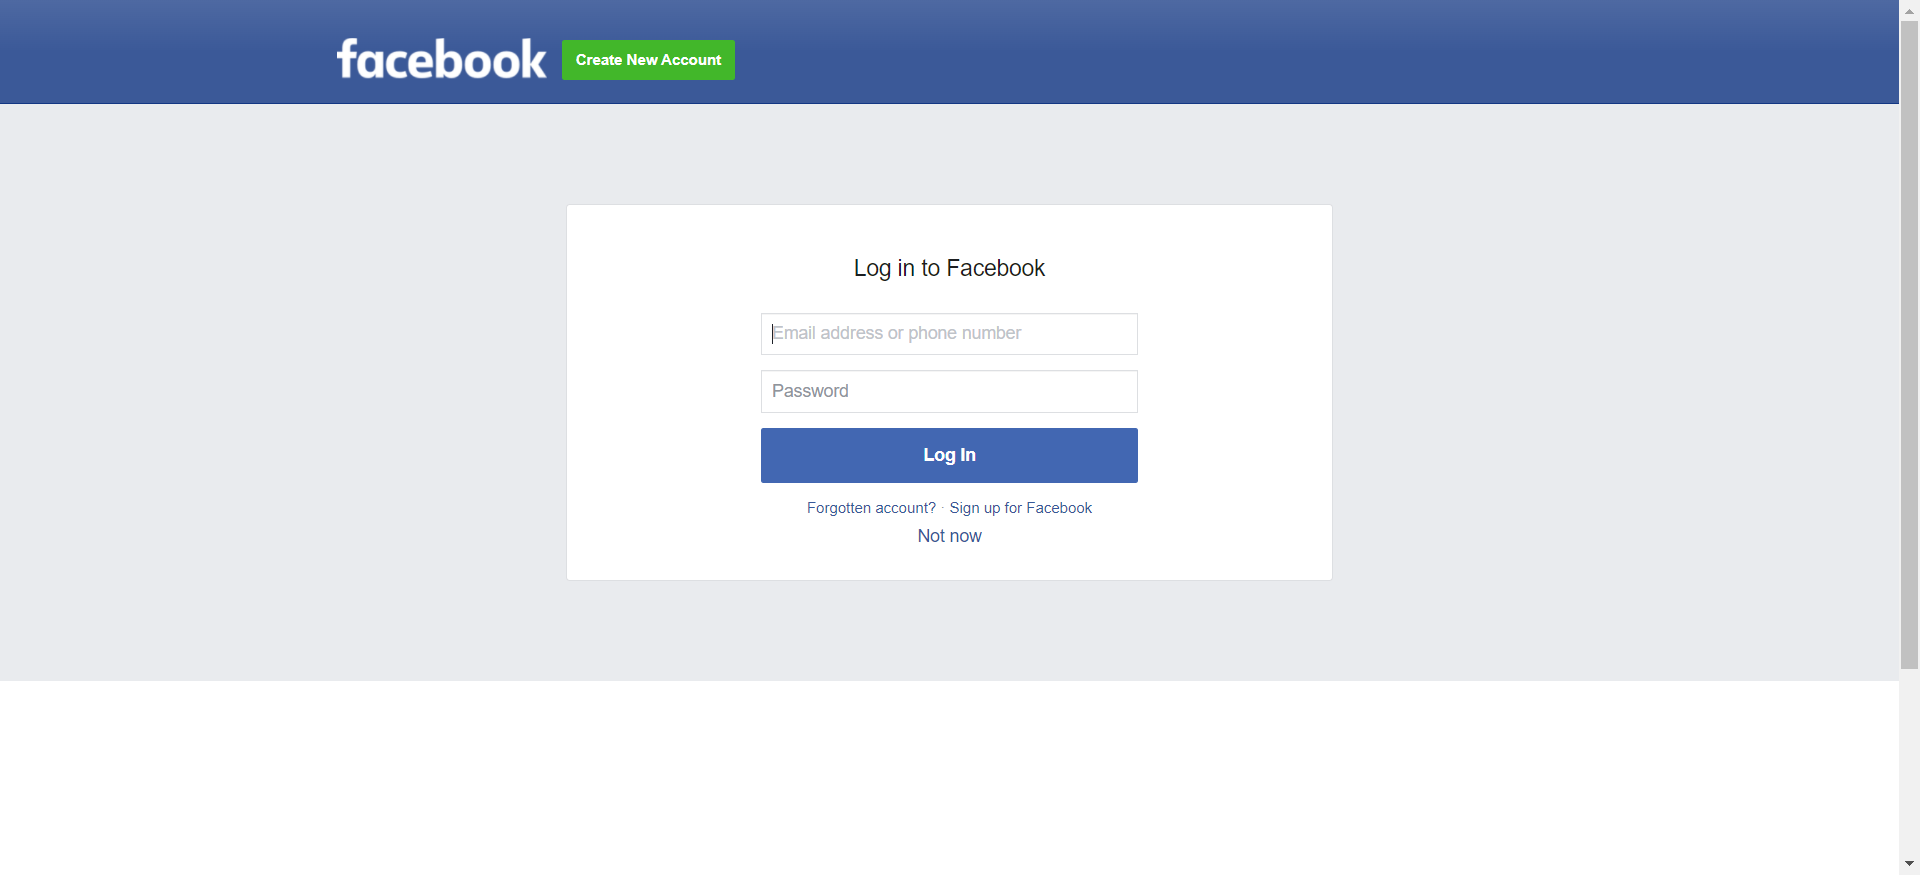 facebook
Create New Account
Log in to Facebook
Email address or phone number
Password
Log In
Forgotten account? · Sign up for Facebook
Not now